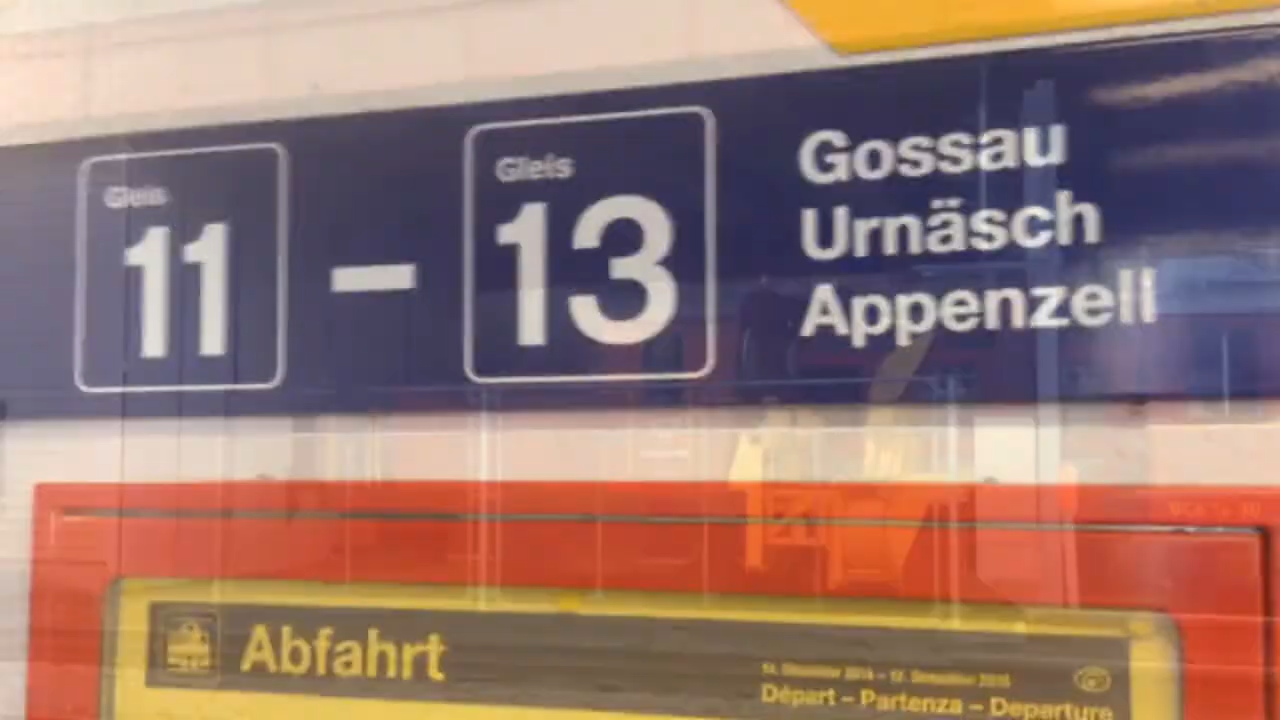 Gleis
11
–
Gleis
13
Gossau
Urnäsch
Appenzell
Abfahrt
Départ – Partenza – Departure